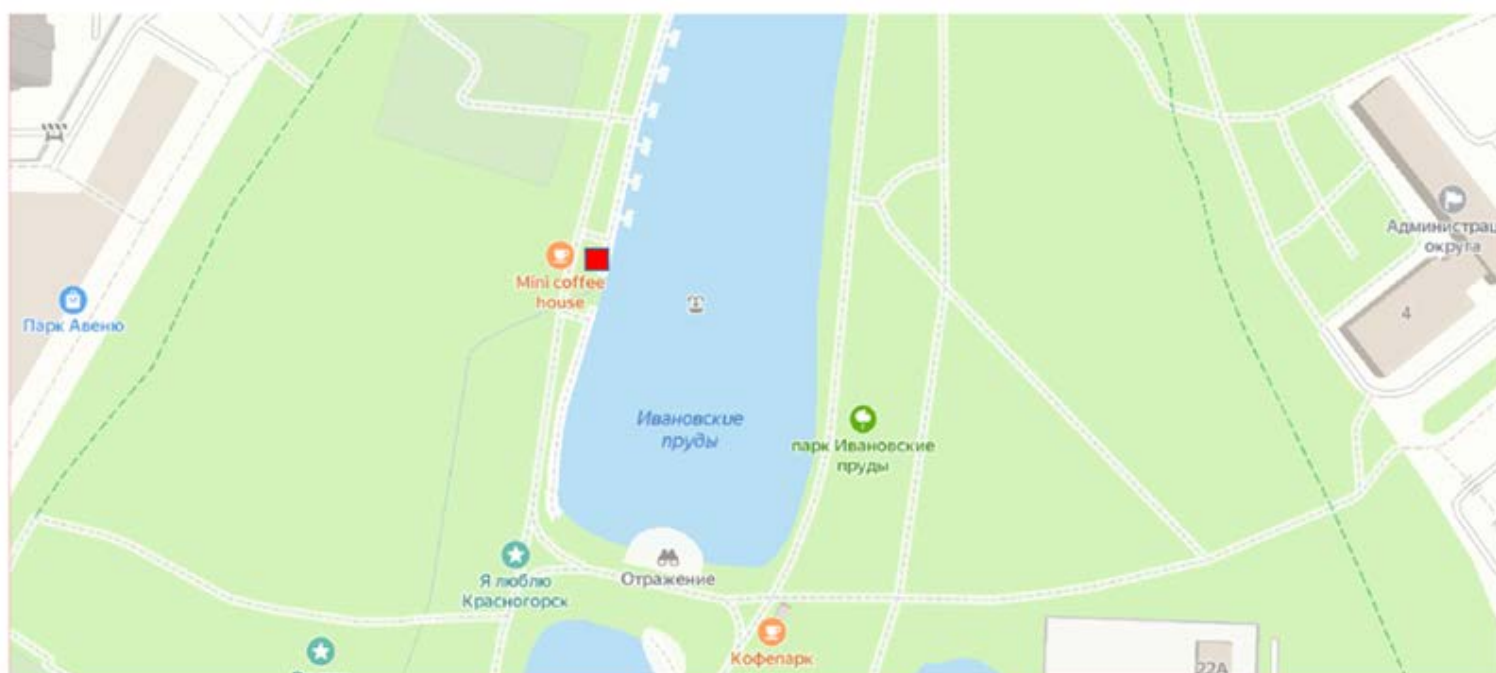 Администрац
округа
Mini coffee
house
Парк Авеню
4
Ивановские
пруды
парк Ивановские
пруды
Отражение
Я люблю
Красногорск
Кофепарк
22А